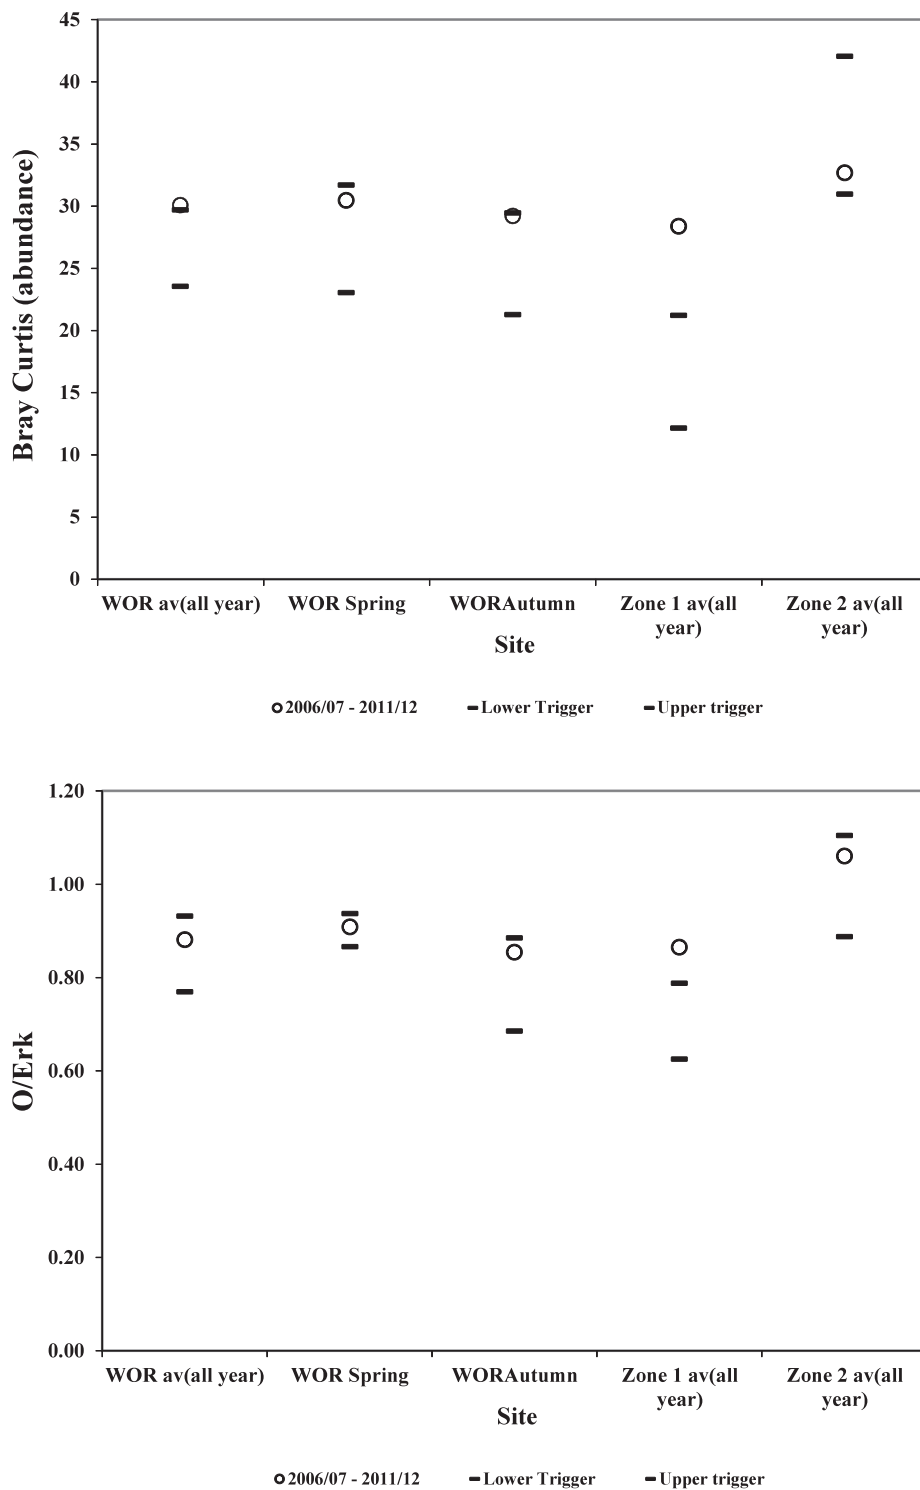 45
40
35
30
25
20
15
10
5
0
Bray Curtis (abundance)
WOR av(all year) WOR Spring WORAutumn Zone 1 av(all year) Zone 2 av(all year)
Site
2006/07 - 2011/12 Lower Trigger Upper trigger
1.20
1.00
0.80
0.60
0.40
0.20
0.00
O/Erk
WOR av(all year) WOR Spring WORAutumn Zone 1 av(all year) Zone 2 av(all year)
Site
2006/07 - 2011/12 Lower Trigger Upper trigger